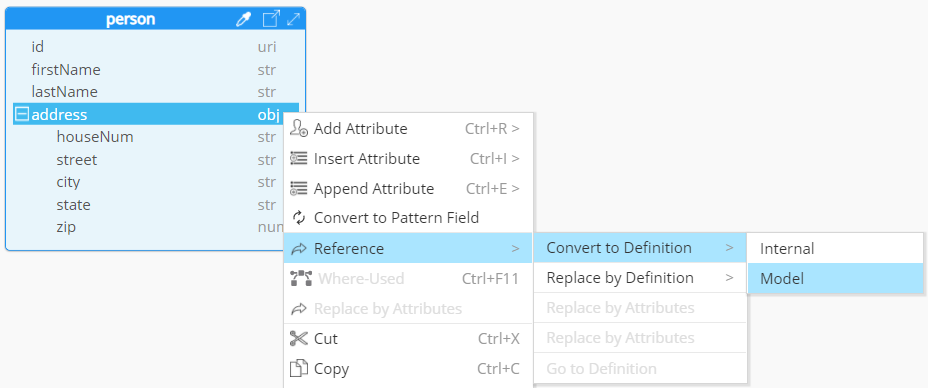 person
id uri
firstName str
lastName str
address obj
houseNum str
street str
city str
state str
zip num
Add Attribute Ctrl+R >
Insert Attribute Ctrl+I >
Append Attribute Ctrl+E >
Convert to Pattern Field
Reference >
Where-Used Ctrl+F11
Replace by Attributes
Cut Ctrl+X
Copy Ctrl+C
Convert to Definition >
Replace by Definition >
Replace by Attributes
Replace by Attributes
Go to Definition
Internal
Model